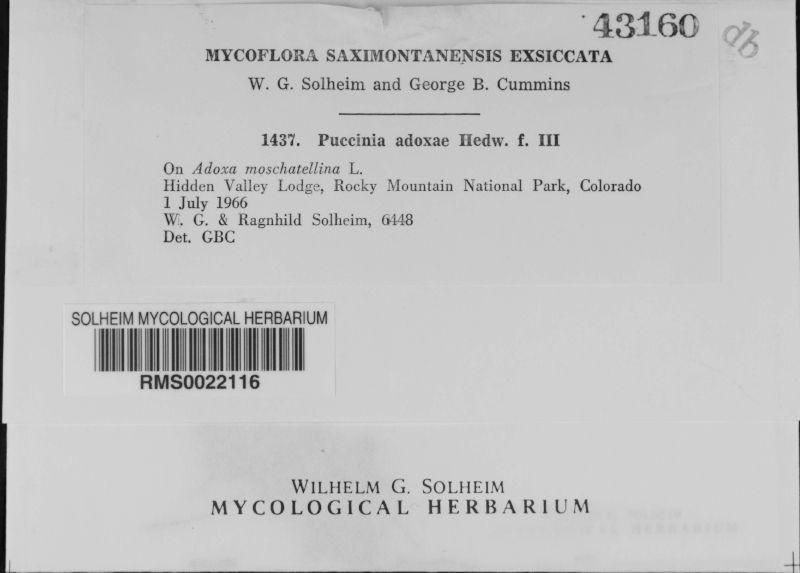 43160
db
MYCOFLORA SAXIMONTANENSIS EXSICCATA
W. G. Solheim and George B. Cummins
1437. Puccinia adoxae Hedw. f. III
On Adoxa moschatellina L.
Hidden Valley Lodge, Rocky Mountain National Park, Colorado
1 July 1966
W. G. & Ragnhild Solheim, 6448
Det. GBC
SOLHEIM MYCOLOGICAL HERBARIUM
RMS0022116
WILHELM G. SOLHEIM
MYCOLOGICAL HERBARIUM